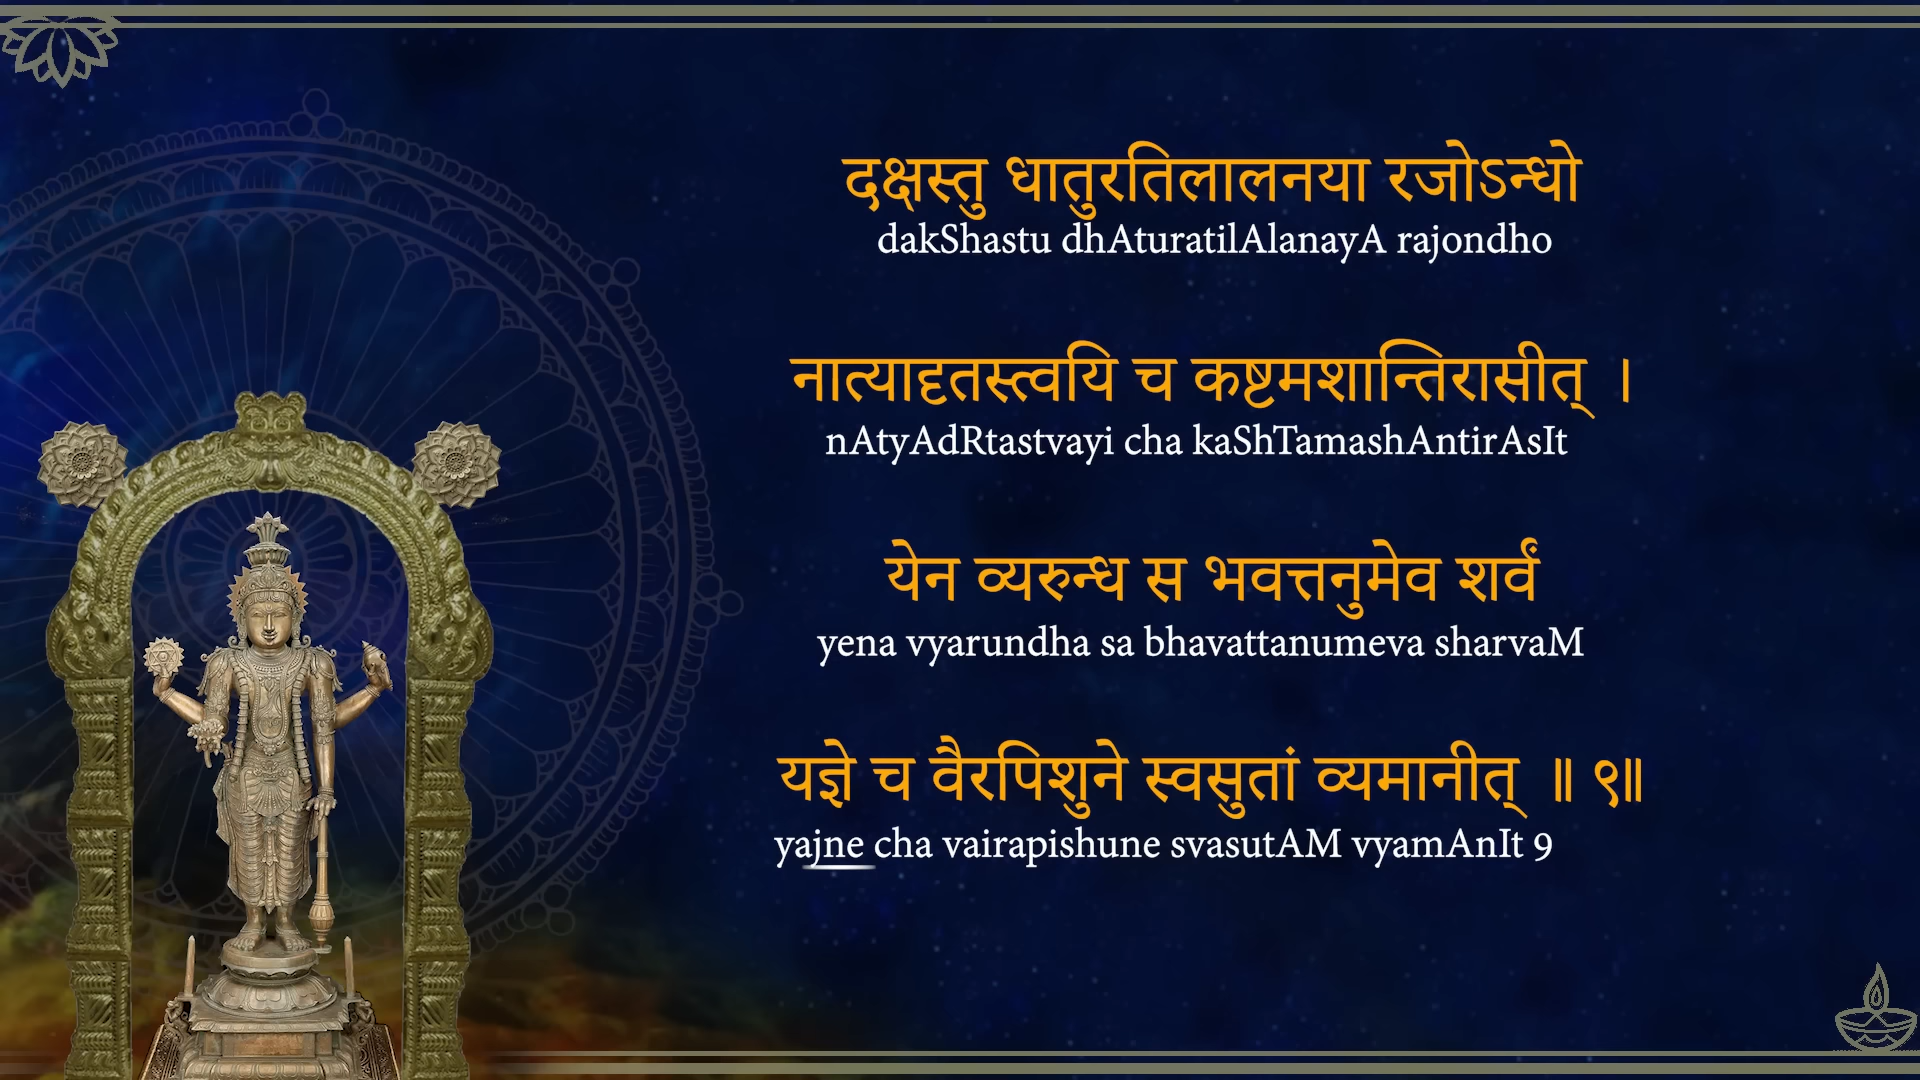 दक्षस्तु धातुरतिलालनया रजोऽन्धो
dakShastu dhAturatilAlanayA rajondho
नात्यादृतस्त्वयि च कष्टमशान्तिरासीत् ।
nAtyAdRtastvayi cha kaShTamashAntirAsIt
येन व्यरुन्ध स भवत्तनुमेव शर्वं
yena vyarundha sa bhavattanumeva sharvaM
यज्ञे च वैरपिशुने स्वसुतां व्यमानीत् ॥ ९॥
yajne cha vairapishune svasutAM vyamAnIt 9